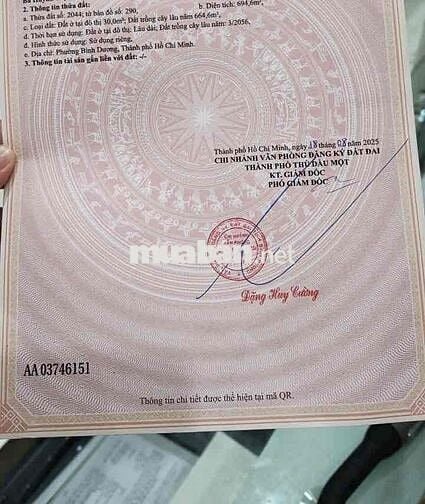 2. Thông tin thửa đất:
a. Thửa đất số: 2044; tờ bản đồ số: 290,
b. Diện tích: 694,6m²,
c. Loại đất: Đất ở tại đô thị 30,0m²; Đất trồng cây lâu năm 664,6m²,
d. Thời hạn sử dụng: Đất ở tại đô thị: Lâu dài; Đất trồng cây lâu năm: 3/2056,
đ. Hình thức sử dụng: Sử dụng riêng,
e. Địa chỉ: Phường Bình Dương, Thành phố Hồ Chí Minh.
3. Thông tin tài sản gắn liền với đất: -/-
Thành phố Hồ Chí Minh, ngày 18 tháng 08 năm 2025
CHI NHÁNH VĂN PHÒNG ĐĂNG KÝ ĐẤT ĐAI
THÀNH PHỐ THỦ DẦU MỘT
KT. GIÁM ĐỐC
PHÓ GIÁM ĐỐC
muaban.net
Đặng Huy Cường
AA 03746151
Thông tin chi tiết được thể hiện tại mã QR.